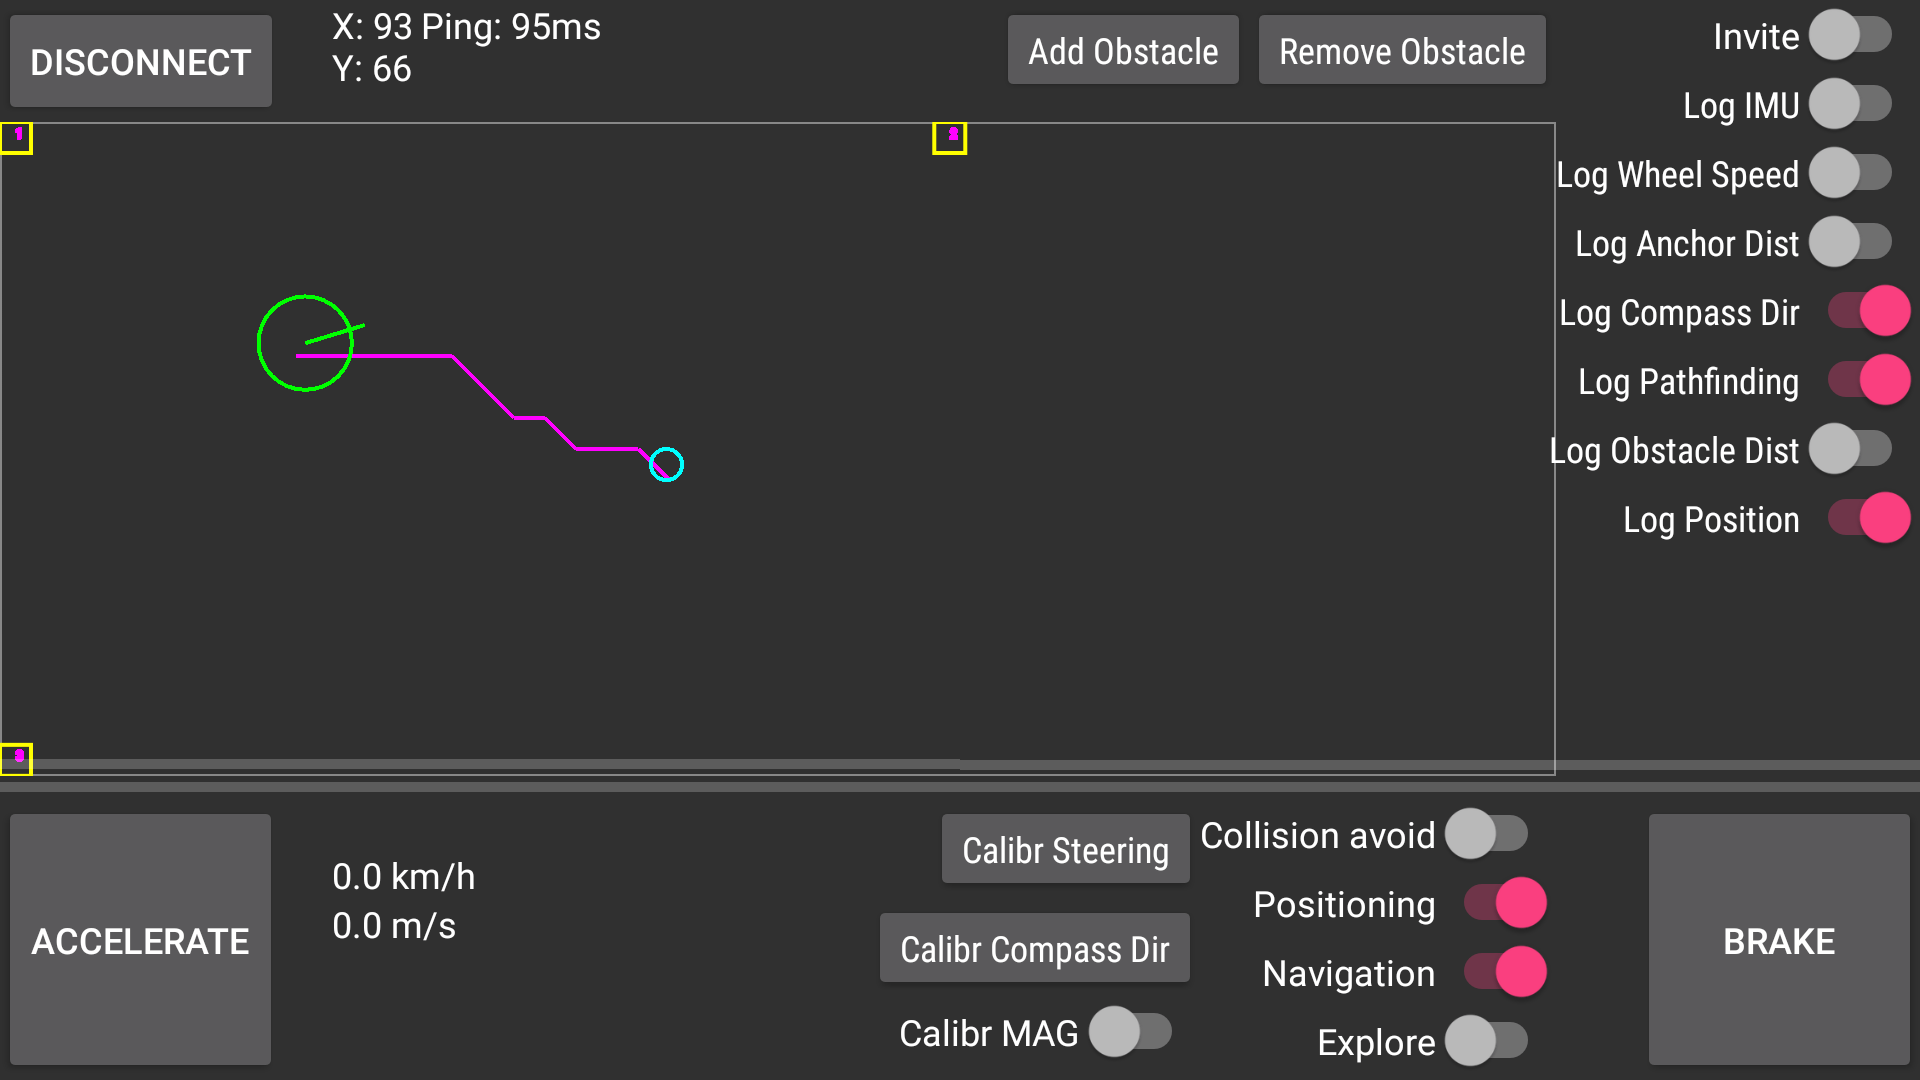 DISCONNECT
X: 93 Ping: 95ms
Y: 66
Add Obstacle
Remove Obstacle
Invite
Log IMU
Log Wheel Speed
Log Anchor Dist
Log Compass Dir
Log Pathfinding
Log Obstacle Dist
Log Position
1
2
ACCELERATE
0.0 km/h
0.0 m/s
Calibr Steering
Calibr Compass Dir
Calibr MAG
Collision avoid
Positioning
Navigation
Explore
BRAKE